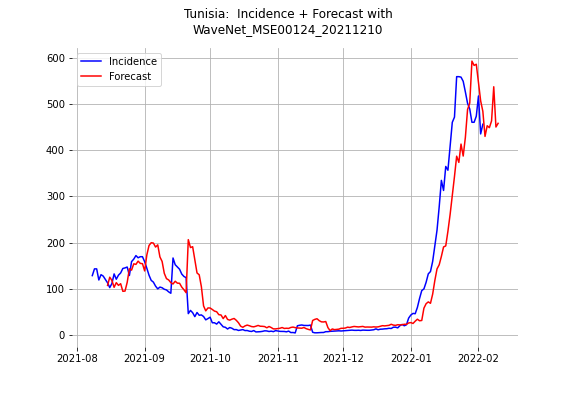 Tunisia:  Incidence + Forecast with
WaveNet_MSE00124_20211210
Incidence
Forecast
600
500
400
300
200
100
0
2021-08 2021-09 2021-10 2021-11 2021-12 2022-01 2022-02